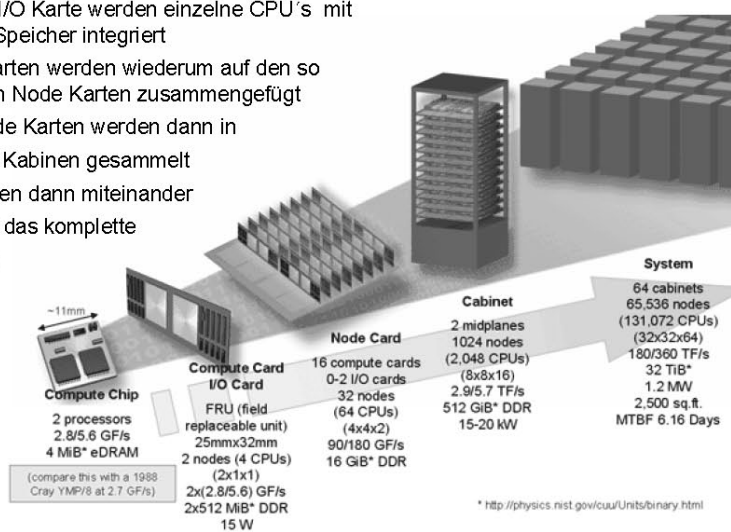 I/O Karte werden einzelne CPU´s mit
Speicher integriert
arten werden wiederum auf den so
n Node Karten zusammengefügt
de Karten werden dann in
Kabinen gesammelt
en dann miteinander
das komplette
~11mm
Compute Chip
2 processors
2.8/5.6 GF/s
4 MiB* eDRAM
(compare this with a 1988
Cray YMP/8 at 2.7 GF/s)
Compute Card
I/O Card
FRU (field
replaceable unit)
25mmx32mm
2 nodes (4 CPUs)
(2x1x1)
2x(2.8/5.6) GF/s
2x512 MiB* DDR
15 W
Node Card
16 compute cards
0-2 I/O cards
32 nodes
(64 CPUs)
(4x4x2)
90/180 GF/s
16 GiB* DDR
Cabinet
2 midplanes
1024 nodes
(2,048 CPUs)
(8x8x16)
2.9/5.7 TF/s
512 GiB* DDR
15-20 kW
System
64 cabinets
65,536 nodes
(131,072 CPUs)
(32x32x64)
180/360 TF/s
32 TiB*
1.2 MW
2,500 sq.ft.
MTBF 6.16 Days
* http://physics.nist.gov/cuu/Units/binary.html